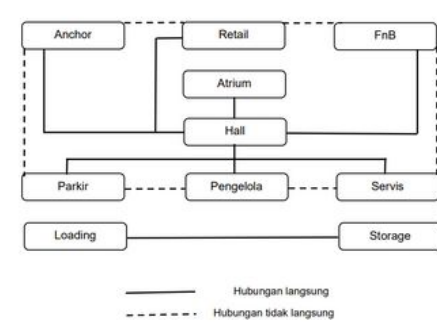 Anchor Retail FnB
Atrium
Hall
Parkir Pengelola Servis
Loading Storage
Hubungan langsung
Hubungan tidak langsung